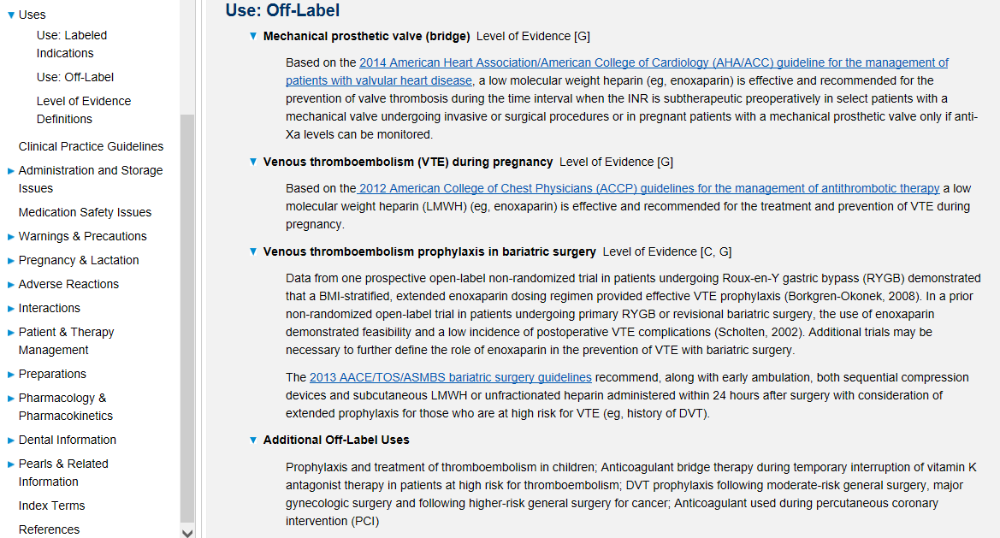 Uses
Use: Labeled
Indications
Use: Off-Label
Level of Evidence
Definitions
Clinical Practice Guidelines
Administration and Storage
Issues
Medication Safety Issues
Warnings & Precautions
Pregnancy & Lactation
Adverse Reactions
Interactions
Patient & Therapy
Management
Preparations
Pharmacology &
Pharmacokinetics
Dental Information
Pearls & Related
Information
Index Terms
References
Use: Off-Label
Mechanical prosthetic valve (bridge) Level of Evidence [G]
Based on the 2014 American Heart Association/American College of Cardiology (AHA/ACC) guideline for the management of
patients with valvular heart disease, a low molecular weight heparin (eg, enoxaparin) is effective and recommended for the
prevention of valve thrombosis during the time interval when the INR is subtherapeutic preoperatively in select patients with a
mechanical valve undergoing invasive or surgical procedures or in pregnant patients with a mechanical prosthetic valve only if anti-
Xa levels can be monitored.
Venous thromboembolism (VTE) during pregnancy Level of Evidence [G]
Based on the 2012 American College of Chest Physicians (ACCP) guidelines for the management of antithrombotic therapy a low
molecular weight heparin (LMWH) (eg, enoxaparin) is effective and recommended for the treatment and prevention of VTE during
pregnancy.
Venous thromboembolism prophylaxis in bariatric surgery Level of Evidence [C, G]
Data from one prospective open-label non-randomized trial in patients undergoing Roux-en-Y gastric bypass (RYGB) demonstrated
that a BMI-stratified, extended enoxaparin dosing regimen provided effective VTE prophylaxis (Borkgren-Okonek, 2008). In a prior
non-randomized open-label trial in patients undergoing primary RYGB or revisional bariatric surgery, the use of enoxaparin
demonstrated feasibility and a low incidence of postoperative VTE complications (Scholten, 2002). Additional trials may be
necessary to further define the role of enoxaparin in the prevention of VTE with bariatric surgery.
The 2013 AACE/TOS/ASMBS bariatric surgery guidelines recommend, along with early ambulation, both sequential compression
devices and subcutaneous LMWH or unfractionated heparin administered within 24 hours after surgery with consideration of
extended prophylaxis for those who are at high risk for VTE (eg, history of DVT).
Additional Off-Label Uses
Prophylaxis and treatment of thromboembolism in children; Anticoagulant bridge therapy during temporary interruption of vitamin K
antagonist therapy in patients at high risk for thromboembolism; DVT prophylaxis following moderate-risk general surgery, major
gynecologic surgery and following higher-risk general surgery for cancer; Anticoagulant used during percutaneous coronary
intervention (PCI)